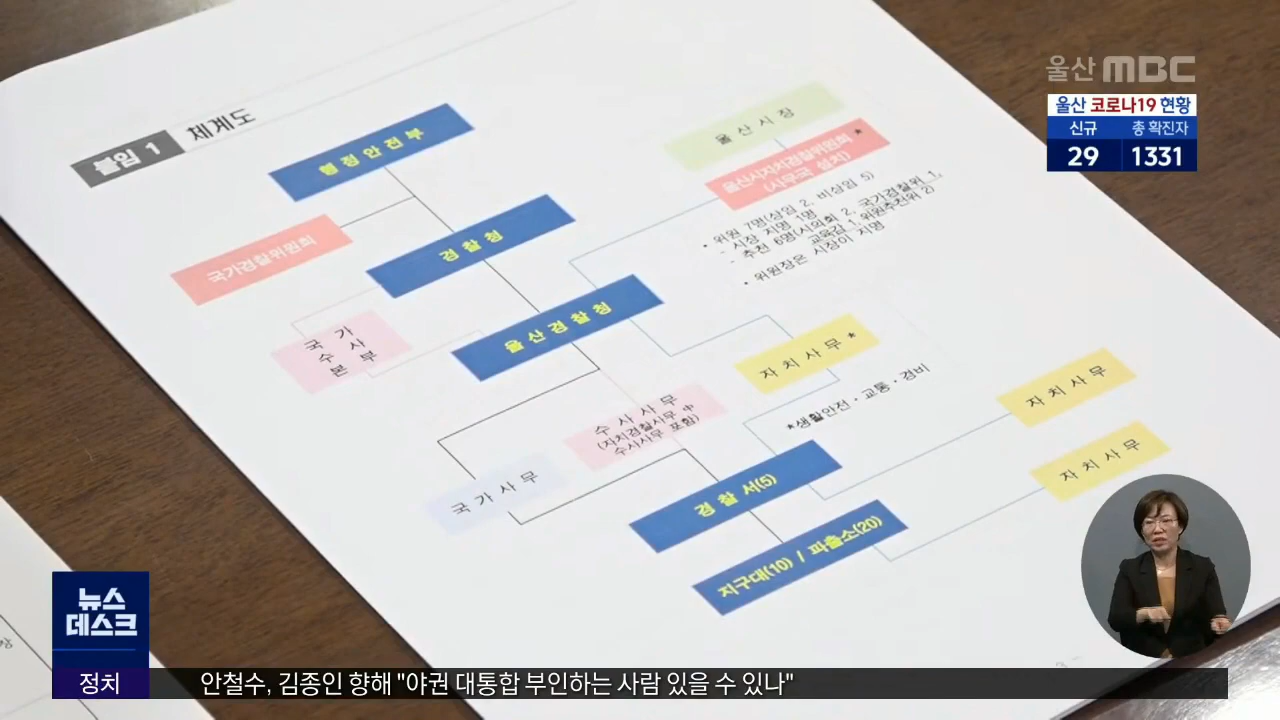 울산 MBC
울산 코로나19 현황
신규 총 확진자
29 1331
붙임 1 체계도
행정안전부
국가경찰위원회
경찰청
국가
수사
본부
울산경찰청
울산시장
울산시자치경찰위원회 *
(사무국 설치)
• 위원 7명(상임 2, 비상임 5)
- 시장 지명 1명
- 추천 6명(시의회 2, 국가경찰위 1,
교육감 1, 위원추천위 2)
• 위원장은 시장이 지명
자치사무 *
*생활안전·교통·경비
수사사무
(자치경찰사무 中
수사사무 포함)
국가사무
경찰서(5)
자치사무
지구대(10) / 파출소(20)
자치사무
뉴스
데스크
정치
안철수, 김종인 향해 "야권 대통합 부인하는 사람 있을 수 있나"